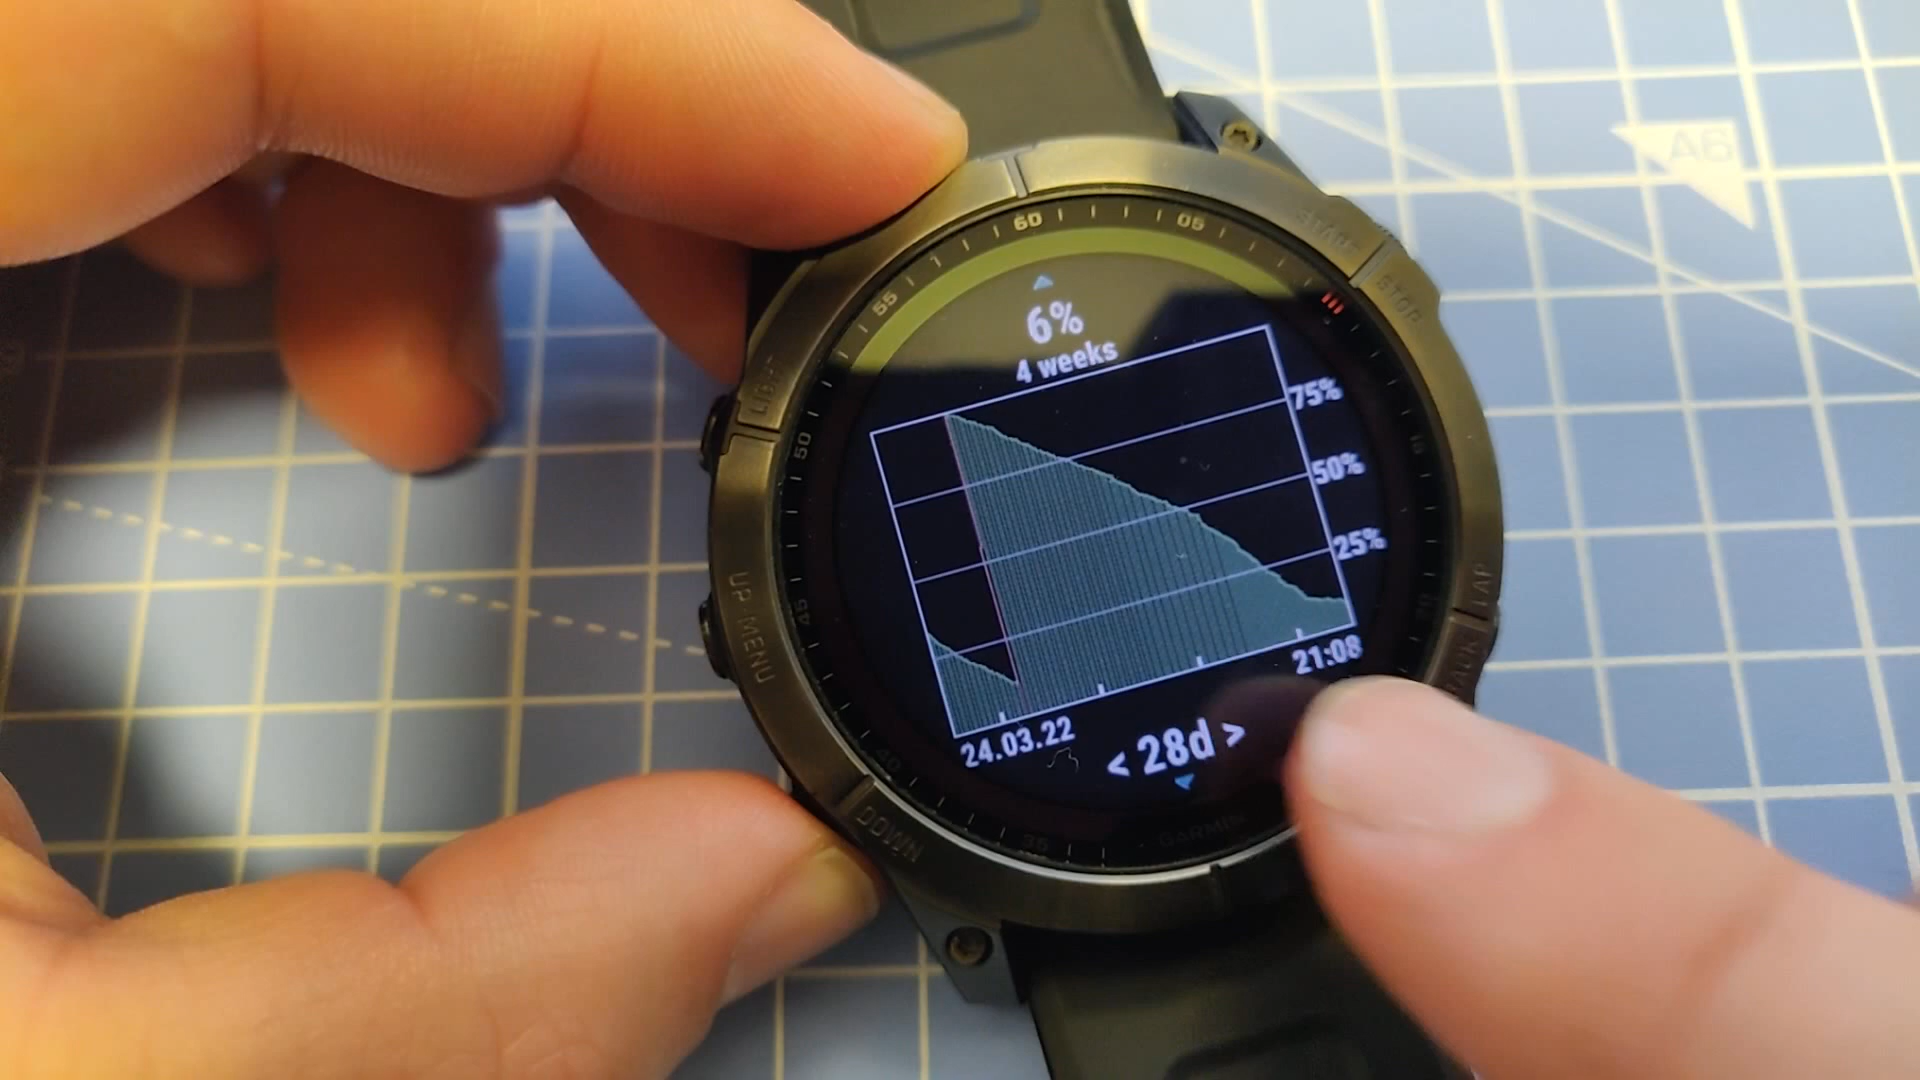 60
05
55
50
45
40
35
START
STOP
LIGHT
UP·MENU
DOWN
BACK
LAP
A6
6%
4 weeks
75%
50%
25%
24.03.22
21:08
< 28d >
GARMIN